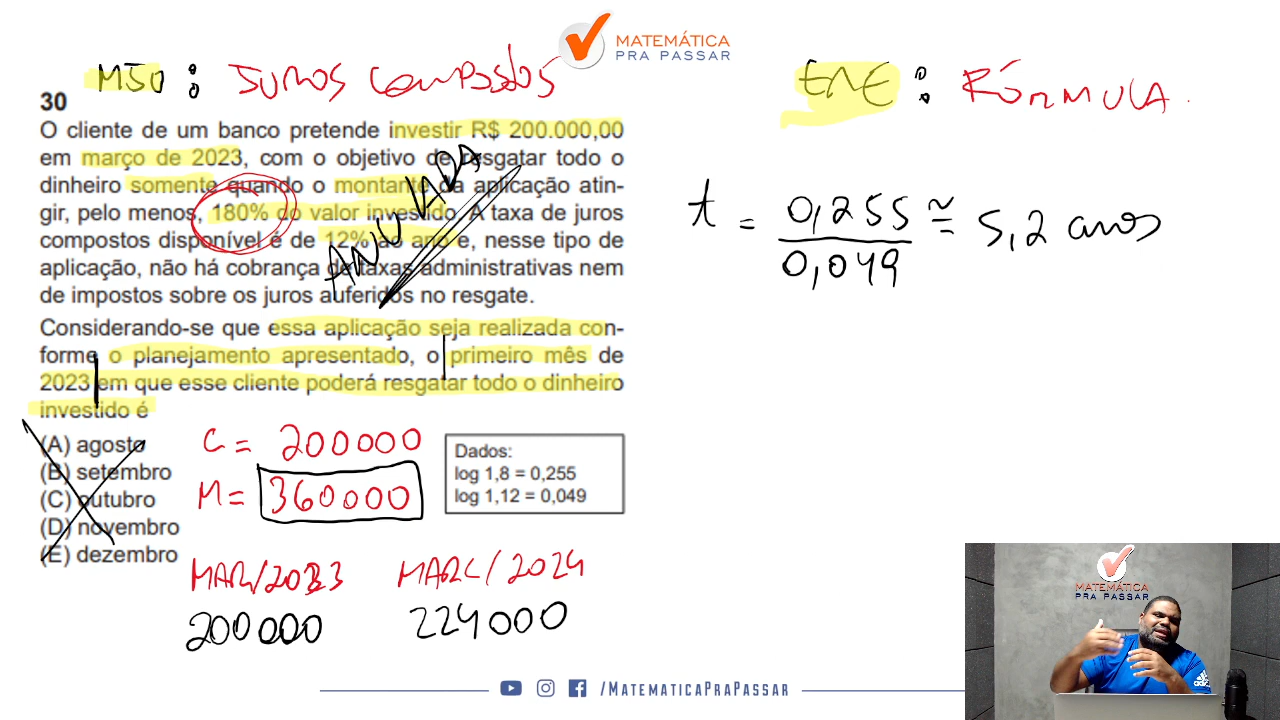 MATEMÁTICA
PRA PASSAR
MSD : JUROS COMPOSTOS
30
O cliente de um banco pretende investir R$ 200.000,00
em março de 2023, com o objetivo de resgatar todo o
dinheiro somente quando o montante da aplicação atin-
gir, pelo menos, 180% do valor investido. A taxa de juros
compostos disponível é de 12% ao ano e, nesse tipo de
aplicação, não há cobrança de taxas administrativas nem
de impostos sobre os juros auferidos no resgate.
ANULADA
Considerando-se que essa aplicação seja realizada con-
forme o planejamento apresentado, o primeiro mês de
2023 em que esse cliente poderá resgatar todo o dinheiro
investido é
(A) agosto
(B) setembro
(C) outubro
(D) novembro
(E) dezembro
C = 200000
M = 360000
Dados:
log 1,8 = 0,255
log 1,12 = 0,049
MAR/2023 MARC/2024
200000 224000
: FÓRMULA.
t = 0,255 ≅ 5,2 anos
0,049
MATEMÁTICA
PRA PASSAR
adidas
/MATEMATICAPRAPASSAR